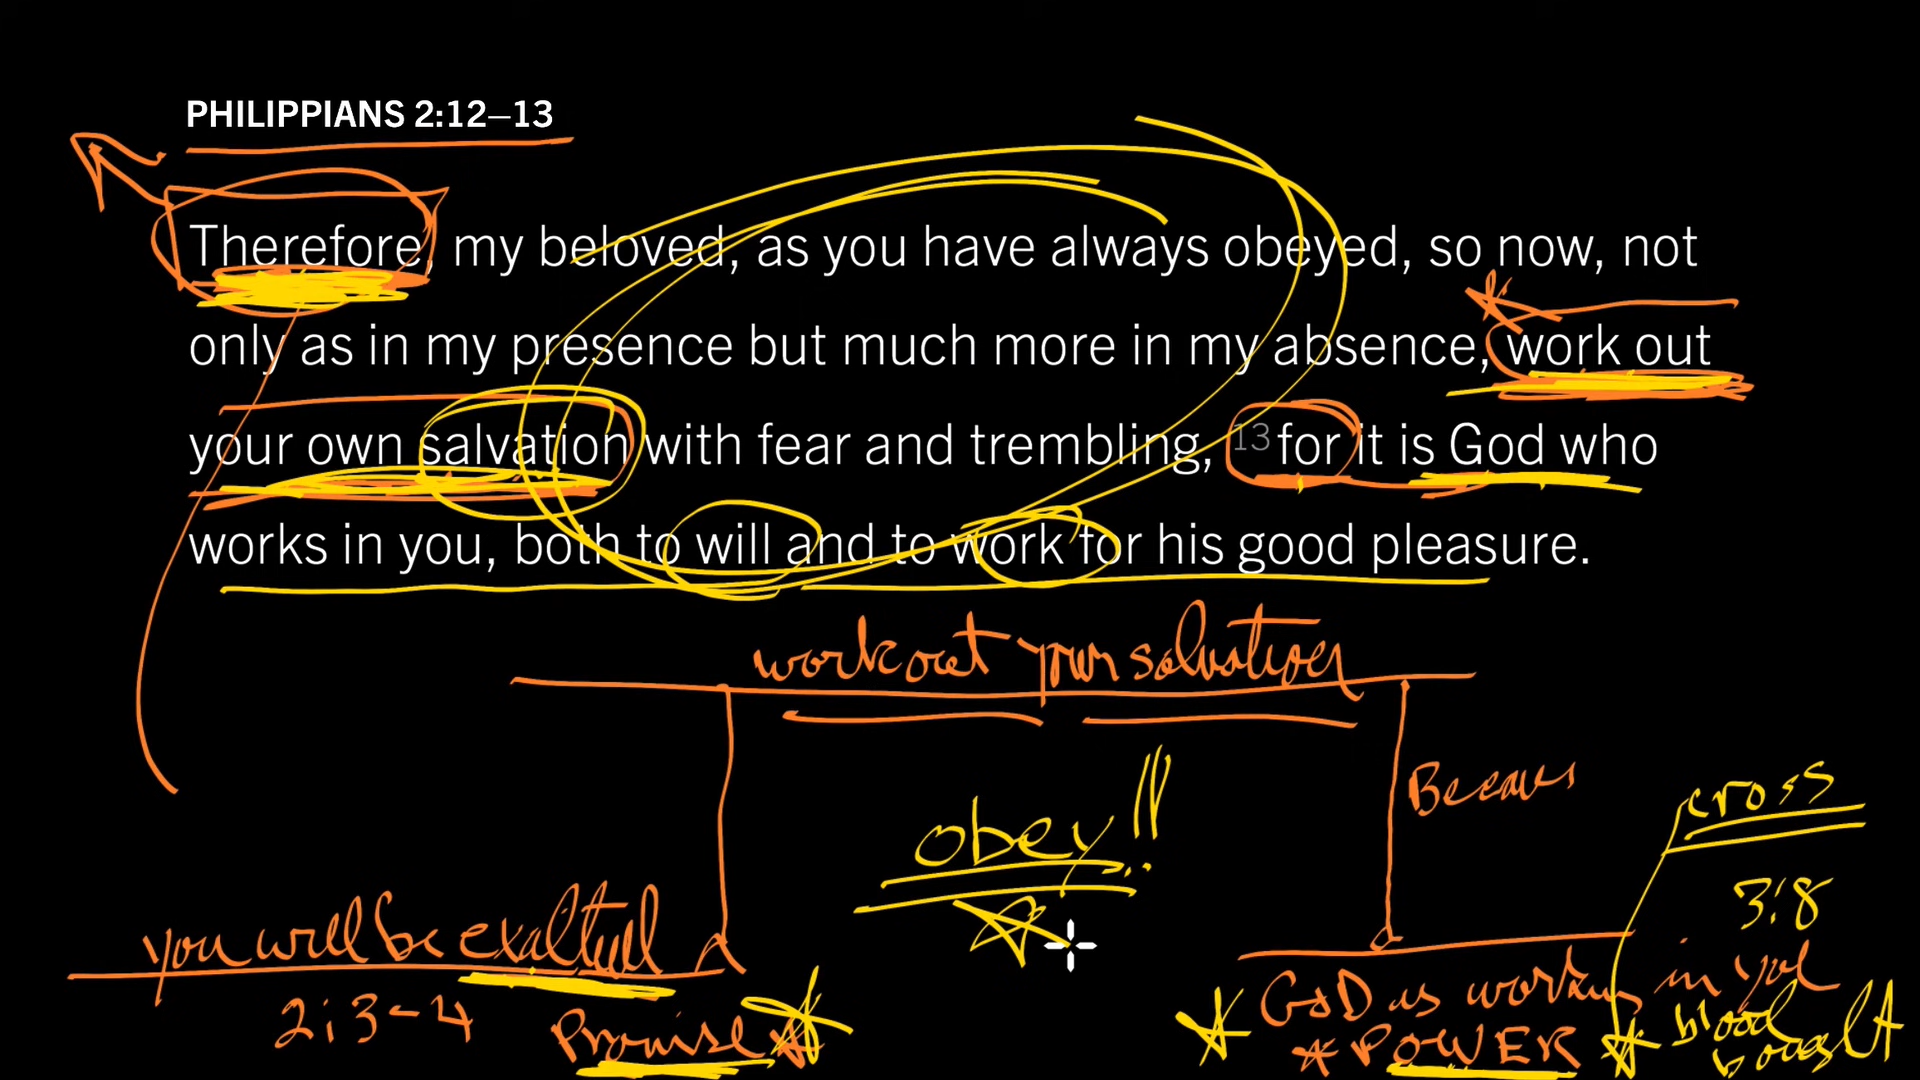 PHILIPPIANS 2:12–13
Therefore, my beloved, as you have always obeyed, so now, not
only as in my presence but much more in my absence, work out
your own salvation with fear and trembling, 13 for it is God who
works in you, both to will and to work for his good pleasure.
work out your salvation
Because
cross
obey!!
3:8
you will be exalted
in you
2:3-4
GOD is working
Promise
POWER
blood
bought